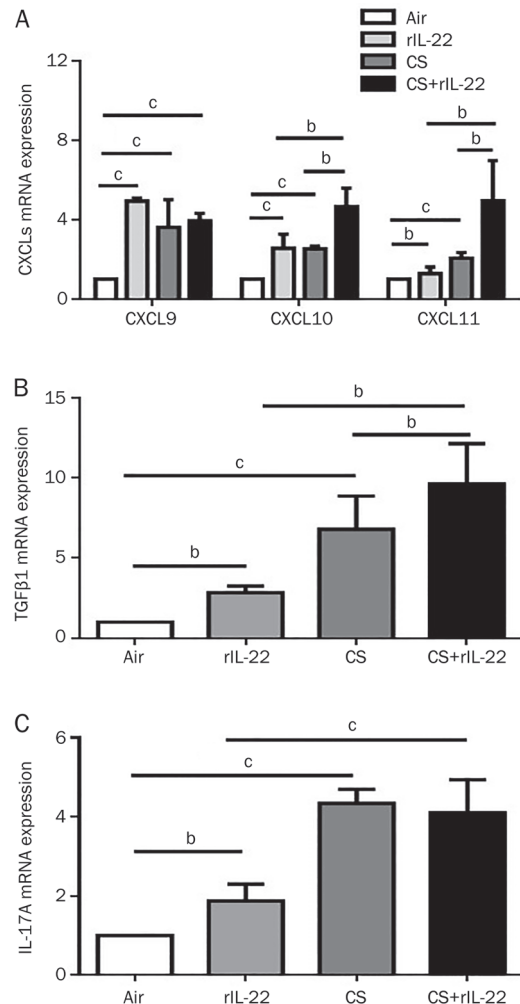 A
Air
rIL-22
CS
CS+rIL-22
CXCLs mRNA expression
12
8
4
0
c
c
c
b
b
c
c
b
b
c
b
CXCL9
CXCL10
CXCL11
B
TGFβ1 mRNA expression
15
10
5
0
b
b
c
b
Air
rIL-22
CS
CS+rIL-22
C
IL-17A mRNA expression
6
4
2
0
c
c
b
Air
rIL-22
CS
CS+rIL-22